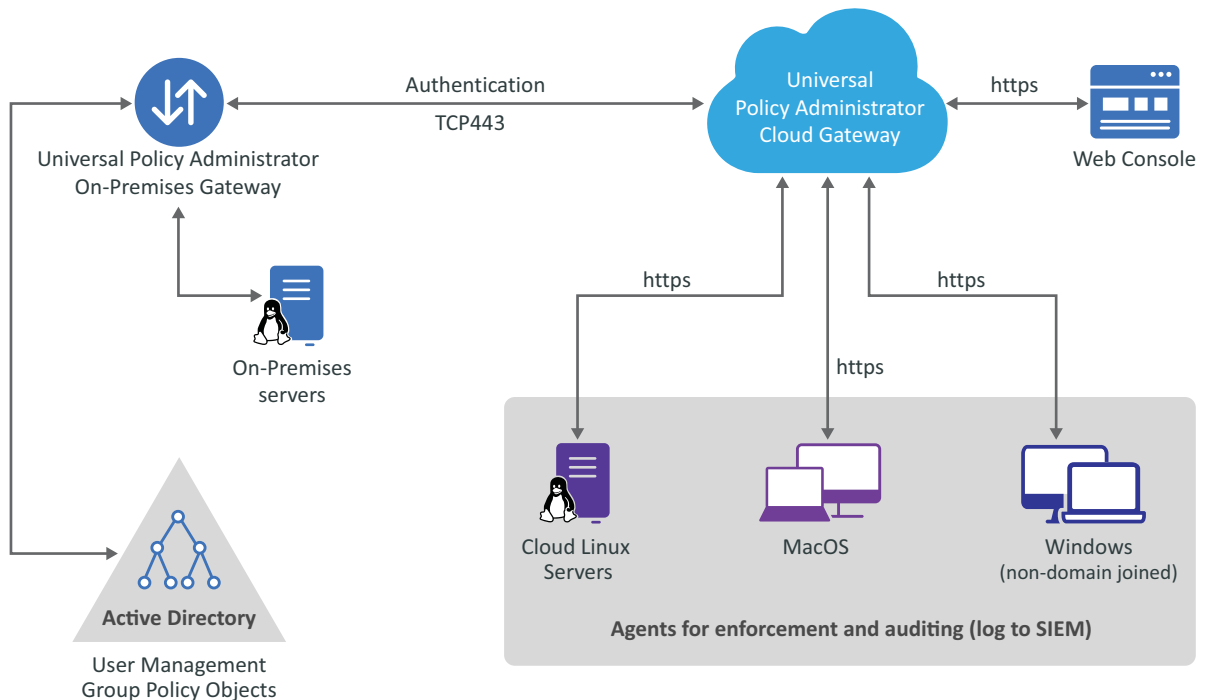 Authentication
TCP443
Universal
Policy Administrator
Cloud Gateway
https
Web Console
Universal Policy Administrator
On-Premises Gateway
On-Premises
servers
https
https
https
Cloud Linux
Servers
MacOS
Windows
(non-domain joined)
Agents for enforcement and auditing (log to SIEM)
Active Directory
User Management
Group Policy Objects